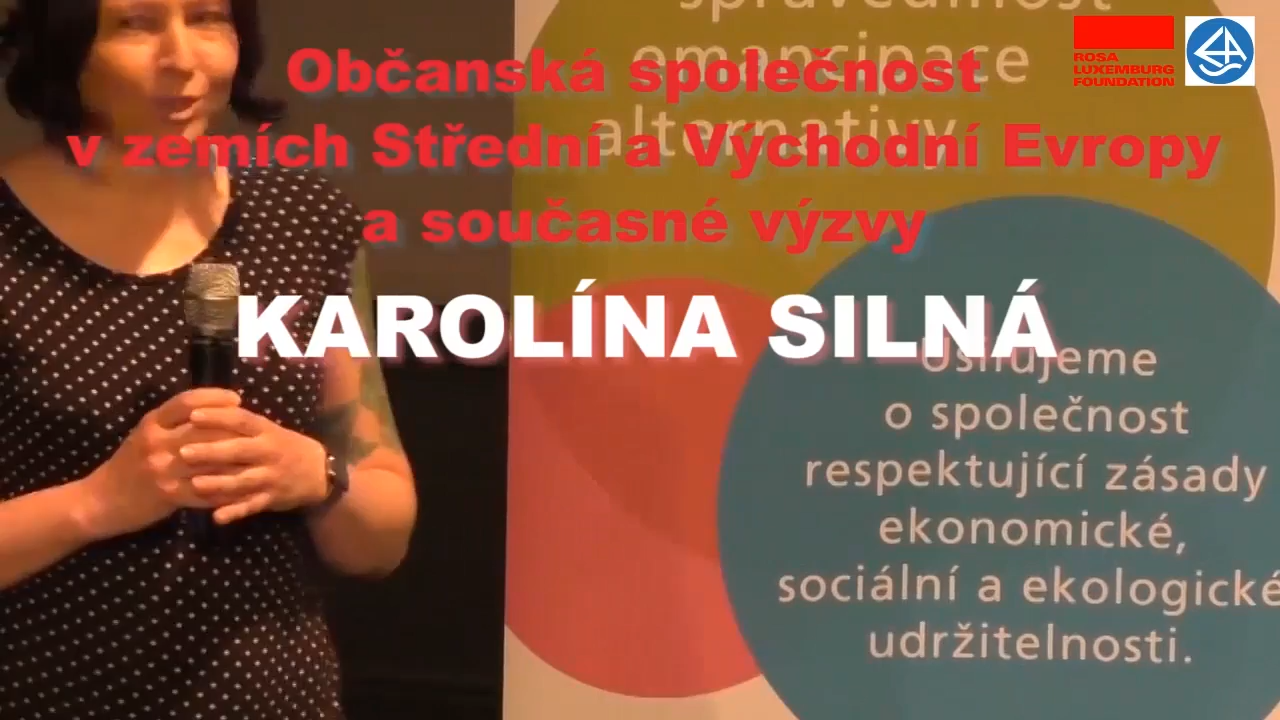 spravedlnost
emancipace
alternativy
ROSA
LUXEMBURG
FOUNDATION
Občanská společnost
v zemích Střední a Východní Evropy
a současné výzvy
KAROLÍNA SILNÁ
Usilujeme
o společnost
respektující zásady
ekonomické,
sociální a ekologické
udržitelnosti.